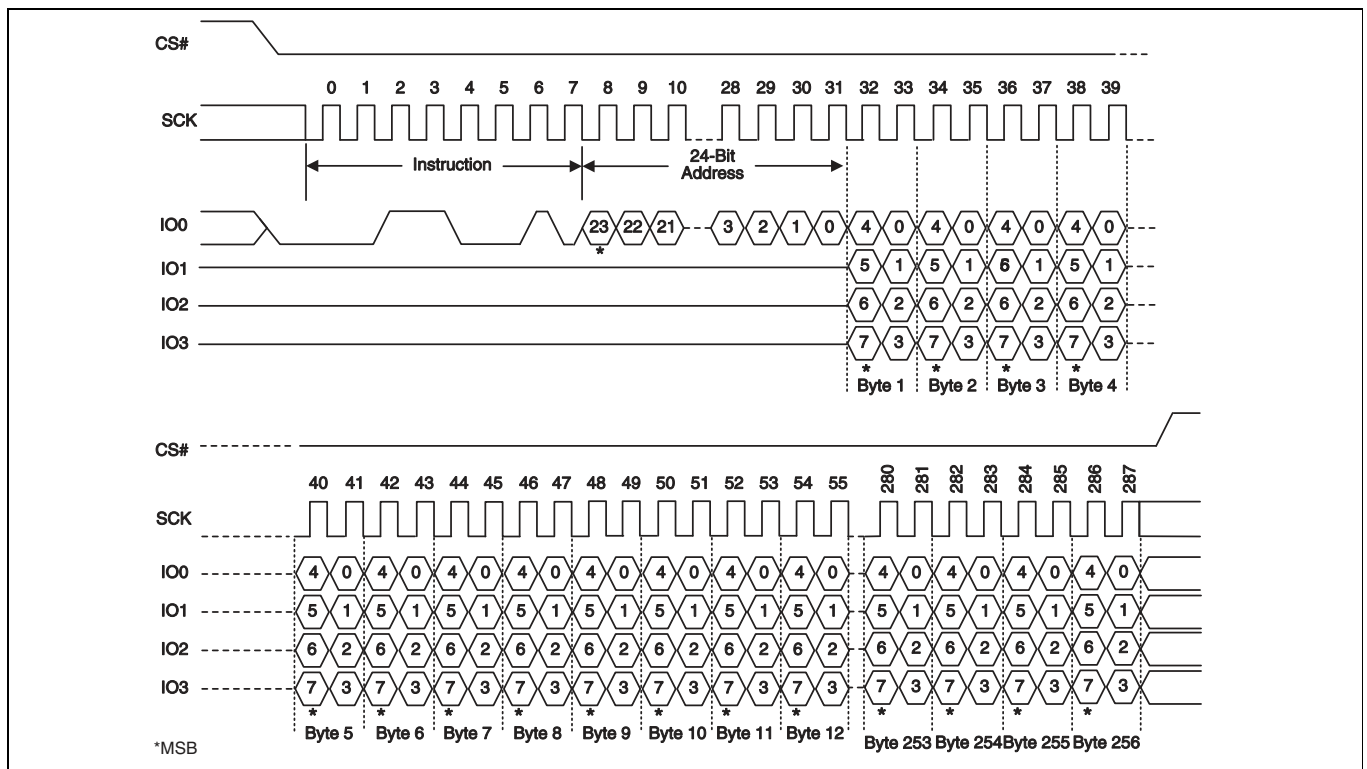 CS#
0 1 2 3 4 5 6 7 8 9 10 28 29 30 31 32 33 34 35 36 37 38 39
SCK
Instruction
24-Bit
Address
IO0 23 22 21 3 2 1 0 4 0 4 0 4 0 4 0
*
IO1 5 1 5 1 6 1 5 1
IO2 6 2 6 2 6 2 6 2
IO3 7 3 7 3 7 3 7 3
* * * *
Byte 1 Byte 2 Byte 3 Byte 4
CS#
40 41 42 43 44 45 46 47 48 49 50 51 52 53 54 55 280 281 282 283 284 285 286 287
SCK
IO0 4 0 4 0 4 0 4 0 4 0 4 0 4 0 4 0 4 0 4 0 4 0 4 0
IO1 5 1 5 1 5 1 5 1 5 1 5 1 5 1 5 1 5 1 5 1 5 1 5 1
IO2 6 2 6 2 6 2 6 2 6 2 6 2 6 2 6 2 6 2 6 2 6 2 6 2
IO3 7 3 7 3 7 3 7 3 7 3 7 3 7 3 7 3 7 3 7 3 7 3 7 3
* * * * * * * * * * * *
Byte 5 Byte 6 Byte 7 Byte 8 Byte 9 Byte 10 Byte 11 Byte 12 Byte 253 Byte 254 Byte 255 Byte 256
*MSB